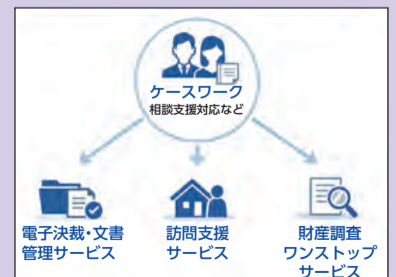 ケースワーク
相談支援対応など
電子決裁・文書
管理サービス
訪問支援
サービス
財産調査
ワンストップ
サービス